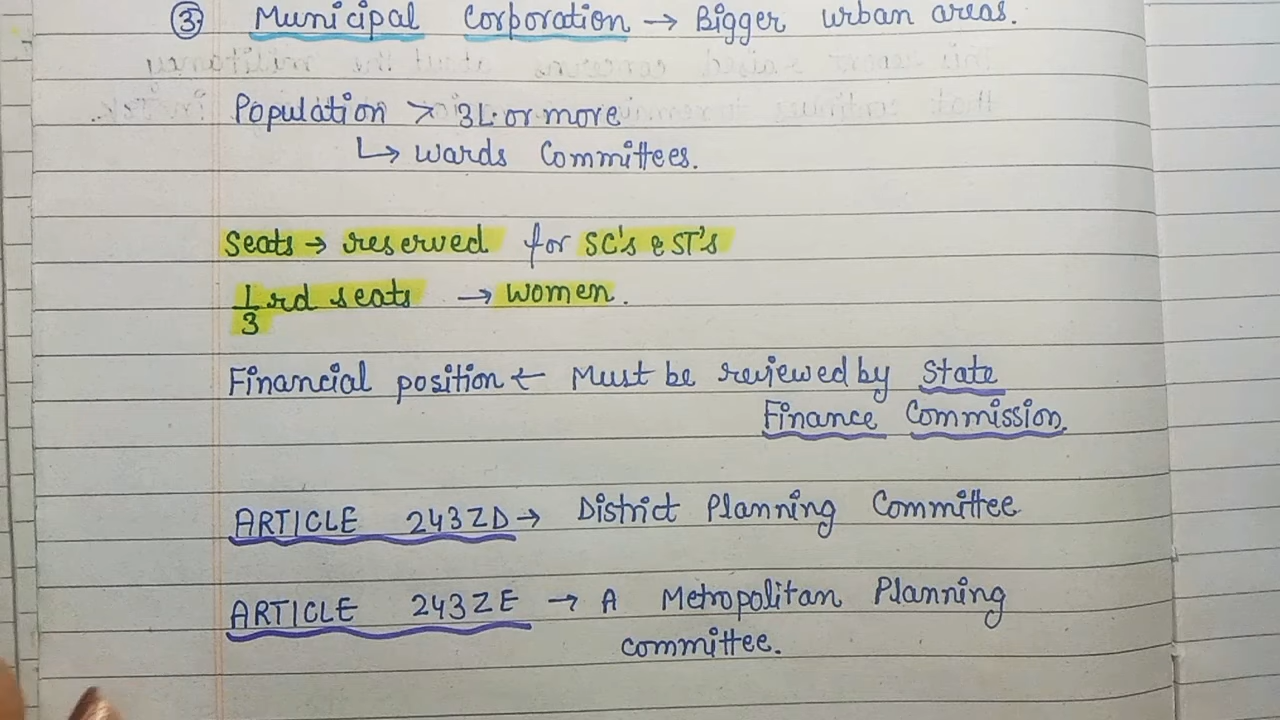 ③ Municipal Corporation → Bigger urban areas.
Population > 3L. or more
↳ wards Committees.
Seats → reserved for SC's & ST's
1/3 rd seats → women.
Financial position ← Must be reviewed by State
Finance Commission.
ARTICLE 243ZD → District Planning Committee
ARTICLE 243ZE → A Metropolitan Planning
committee.